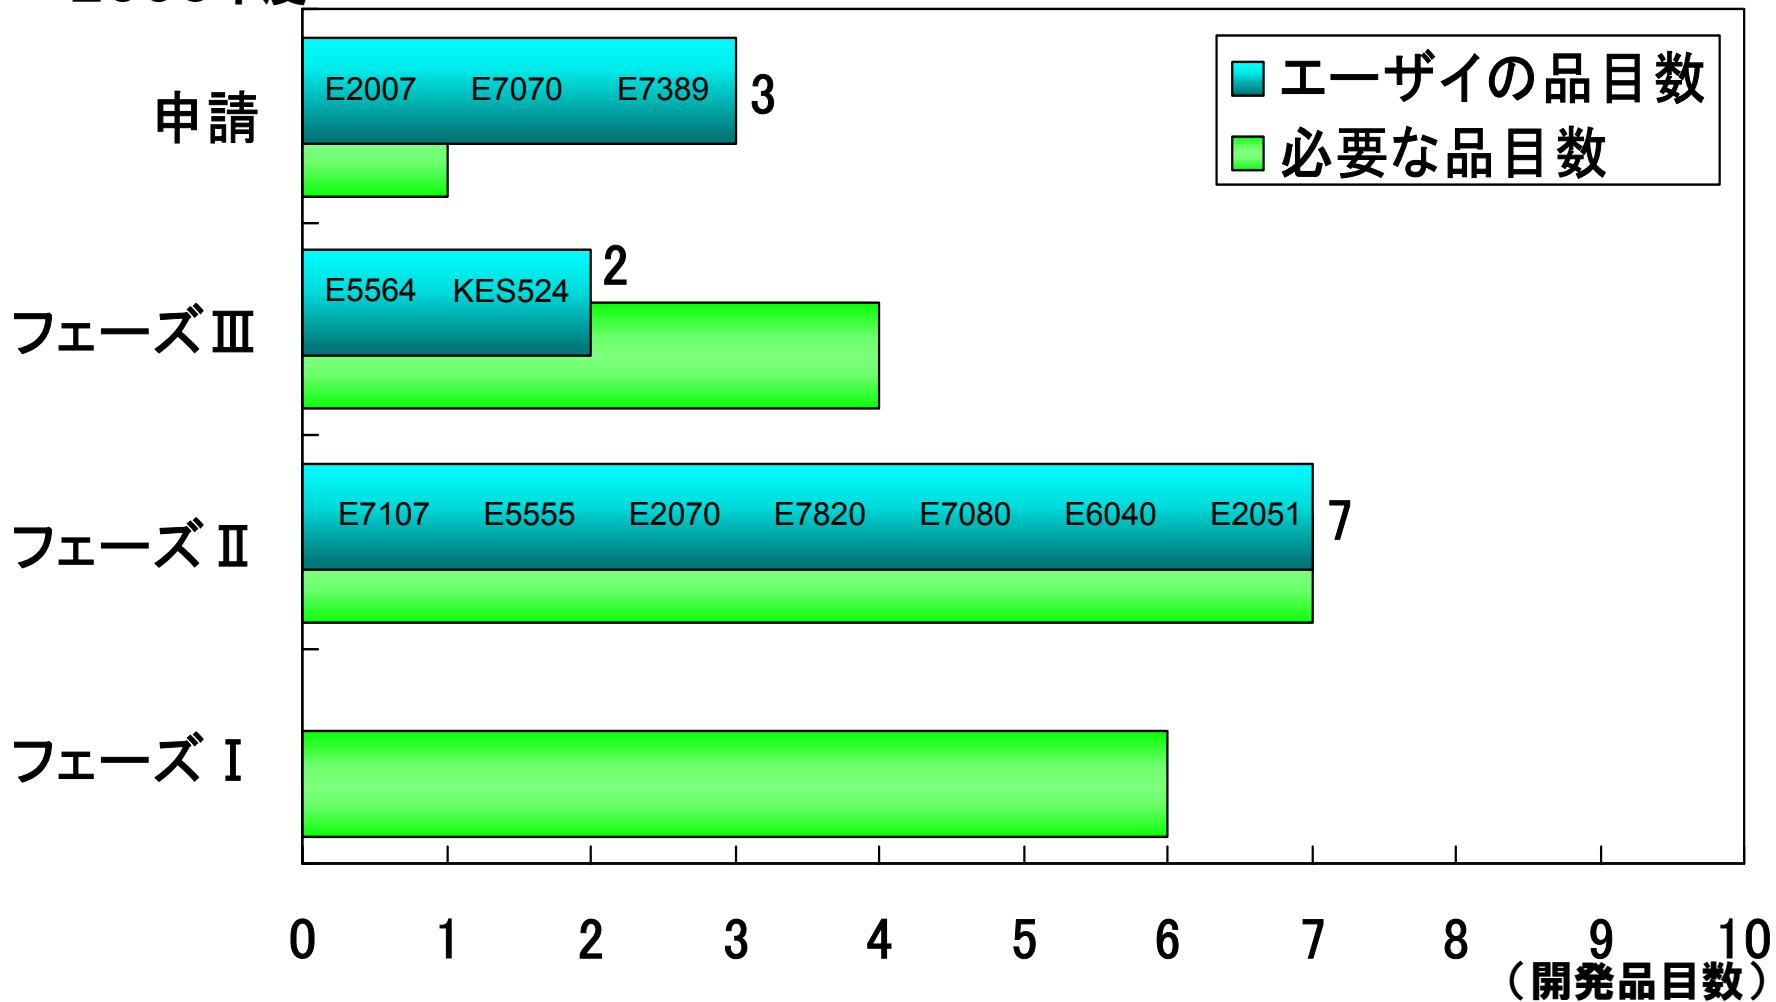 エーザイの品目数
必要な品目数
申請
E2007 E7070 E7389 3
フェーズⅢ
E5564 KES524 2
フェーズⅡ
E7107 E5555 E2070 E7820 E7080 E6040 E2051 7
フェーズⅠ
0 1 2 3 4 5 6 7 8 9 10
（開発品目数）